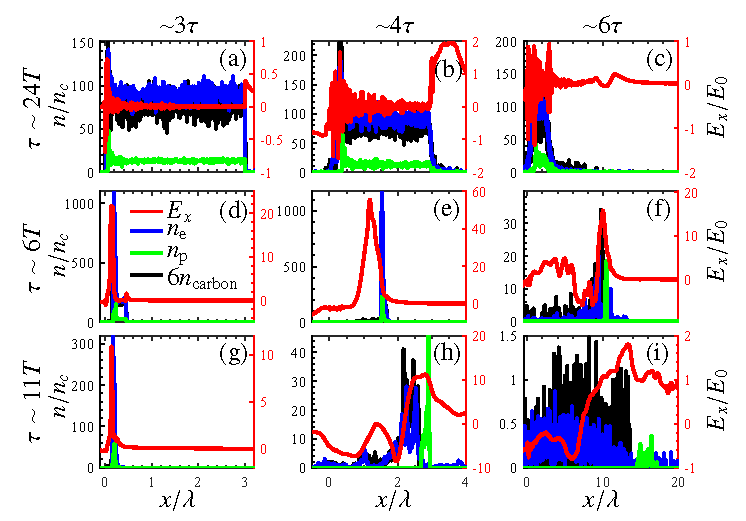 ~3τ ~4τ ~6τ
τ ~ 24T
n/n_c
150
100
50
0
(a)
1
0.5
0
-0.5
-1
200
150
100
50
0
(b)
2
1
0
-1
-2
200
150
100
50
0
(c)
2
1
0
-1
-2
E_x/E_0
τ ~ 6T
n/n_c
1000
500
0
(d)
E_x
n_e
n_p
6n_carbon
20
10
0
1000
500
0
(e)
60
40
20
0
30
20
10
0
(f)
20
10
0
-10
E_x/E_0
τ ~ 11T
n/n_c
300
200
100
0
(g)
10
5
0
40
30
20
10
0
(h)
20
10
0
-10
1.5
1
0.5
0
(i)
2
1
0
-1
E_x/E_0
0 1 2 3
0 2 4
0 10 20
x/λ x/λ x/λ